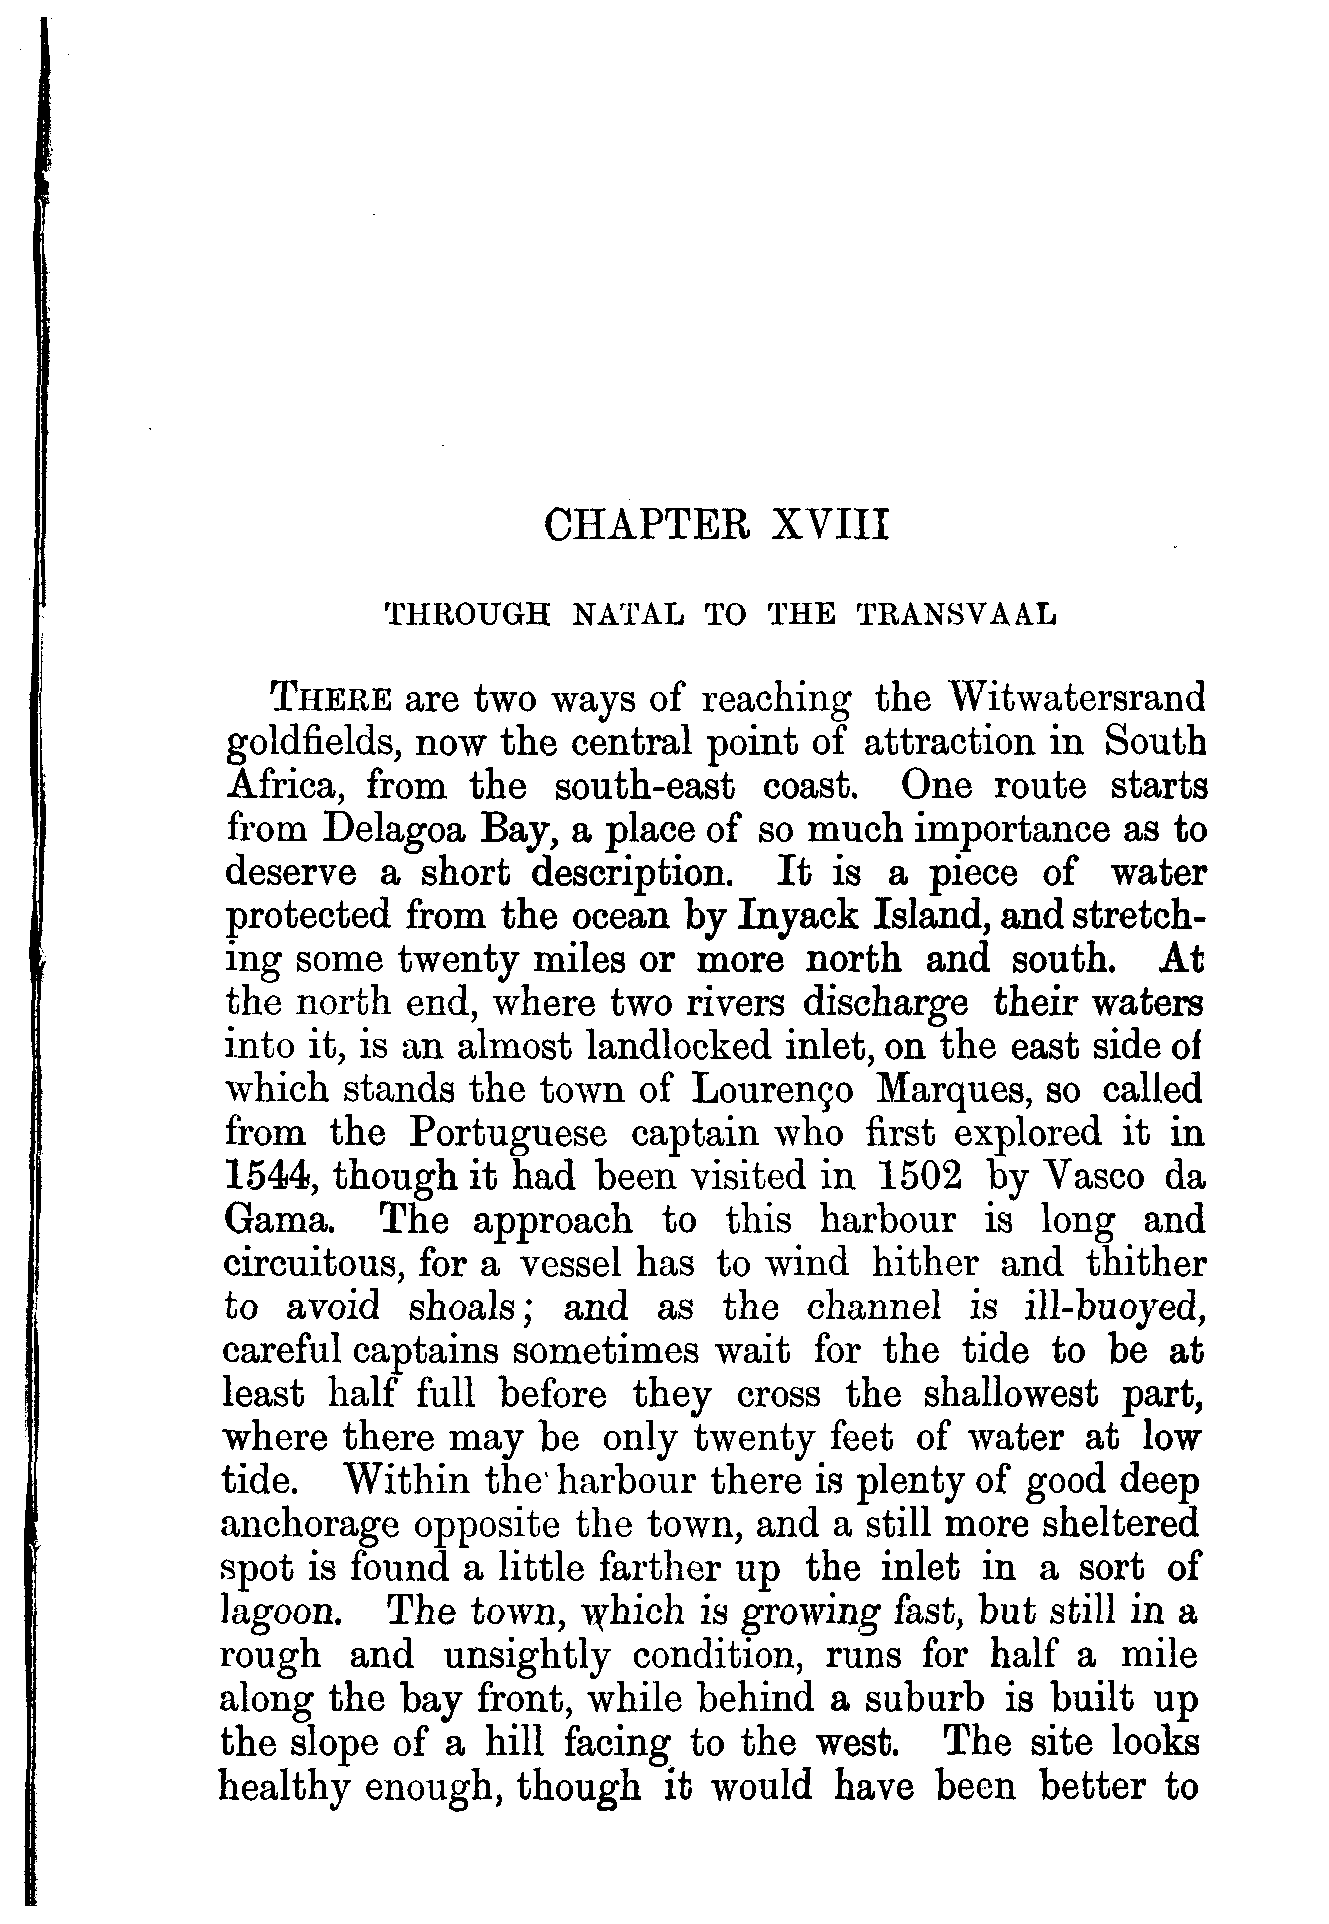 CHAPTER XVIII
THROUGH NATAL TO THE TRANSVAAL
THERE are two ways of reaching the Witwatersrand
goldfields, now the central point of attraction in South
Africa, from the south-east coast. One route starts
from Delagoa Bay, a place of so much importance as to
deserve a short description. It is a piece of water
protected from the ocean by Inyack Island, and stretch-
ing some twenty miles or more north and south. At
the north end, where two rivers discharge their waters
into it, is an almost landlocked inlet, on the east side of
which stands the town of Lourenço Marques, so called
from the Portuguese captain who first explored it in
1544, though it had been visited in 1502 by Vasco da
Gama. The approach to this harbour is long and
circuitous, for a vessel has to wind hither and thither
to avoid shoals; and as the channel is ill-buoyed,
careful captains sometimes wait for the tide to be at
least half full before they cross the shallowest part,
where there may be only twenty feet of water at low
tide. Within the harbour there is plenty of good deep
anchorage opposite the town, and a still more sheltered
spot is found a little farther up the inlet in a sort of
lagoon. The town, which is growing fast, but still in a
rough and unsightly condition, runs for half a mile
along the bay front, while behind a suburb is built up
the slope of a hill facing to the west. The site looks
healthy enough, though it would have been better to